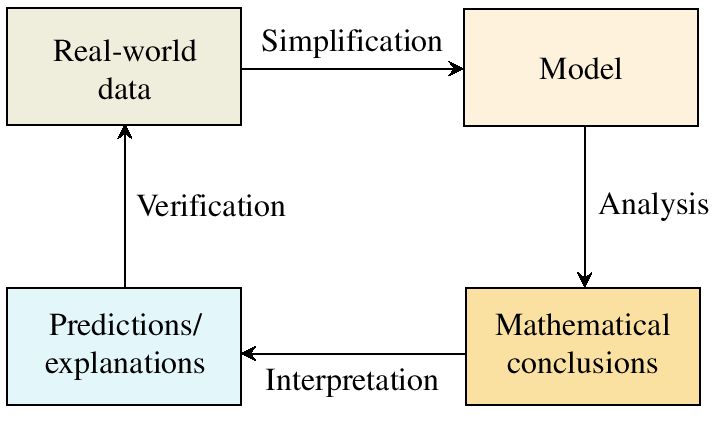 Real-world
data
Simplification
Model
Verification
Analysis
Predictions/
explanations
Interpretation
Mathematical
conclusions